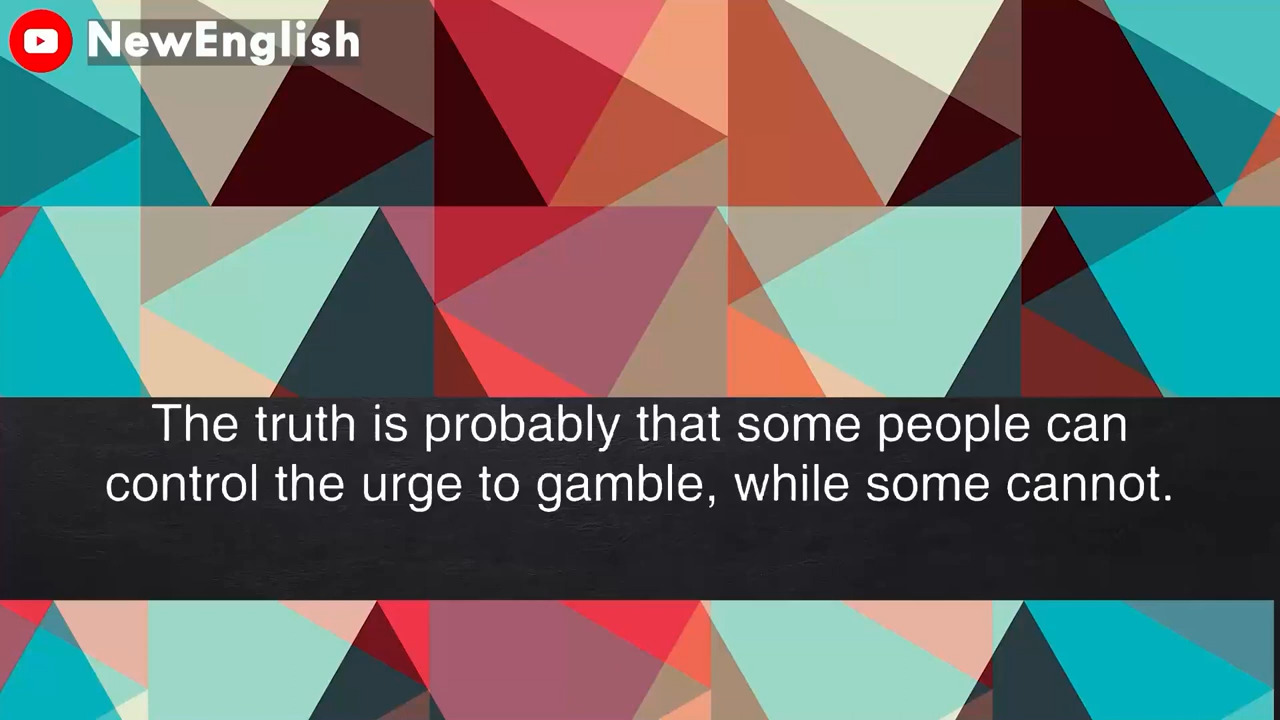 NewEnglish
The truth is probably that some people can
control the urge to gamble, while some cannot.